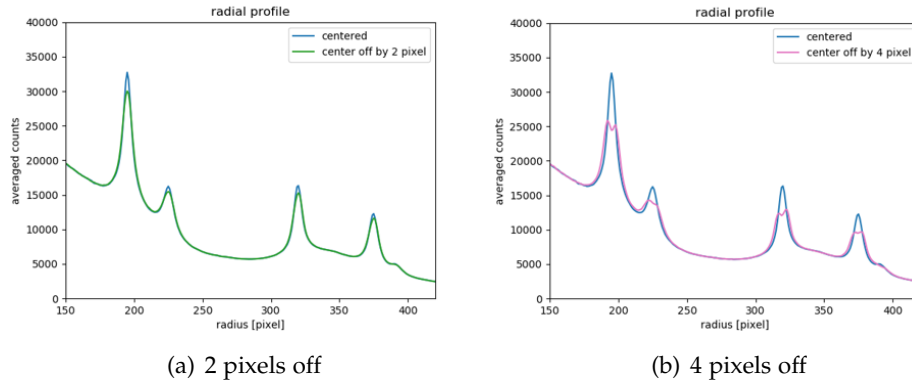 radial profile
centered
center off by 2 pixel
averaged counts
40000
35000
30000
25000
20000
15000
10000
5000
0
150 200 250 300 350 400
radius [pixel]
(a) 2 pixels off
radial profile
centered
center off by 4 pixel
averaged counts
40000
35000
30000
25000
20000
15000
10000
5000
0
150 200 250 300 350 400
radius [pixel]
(b) 4 pixels off